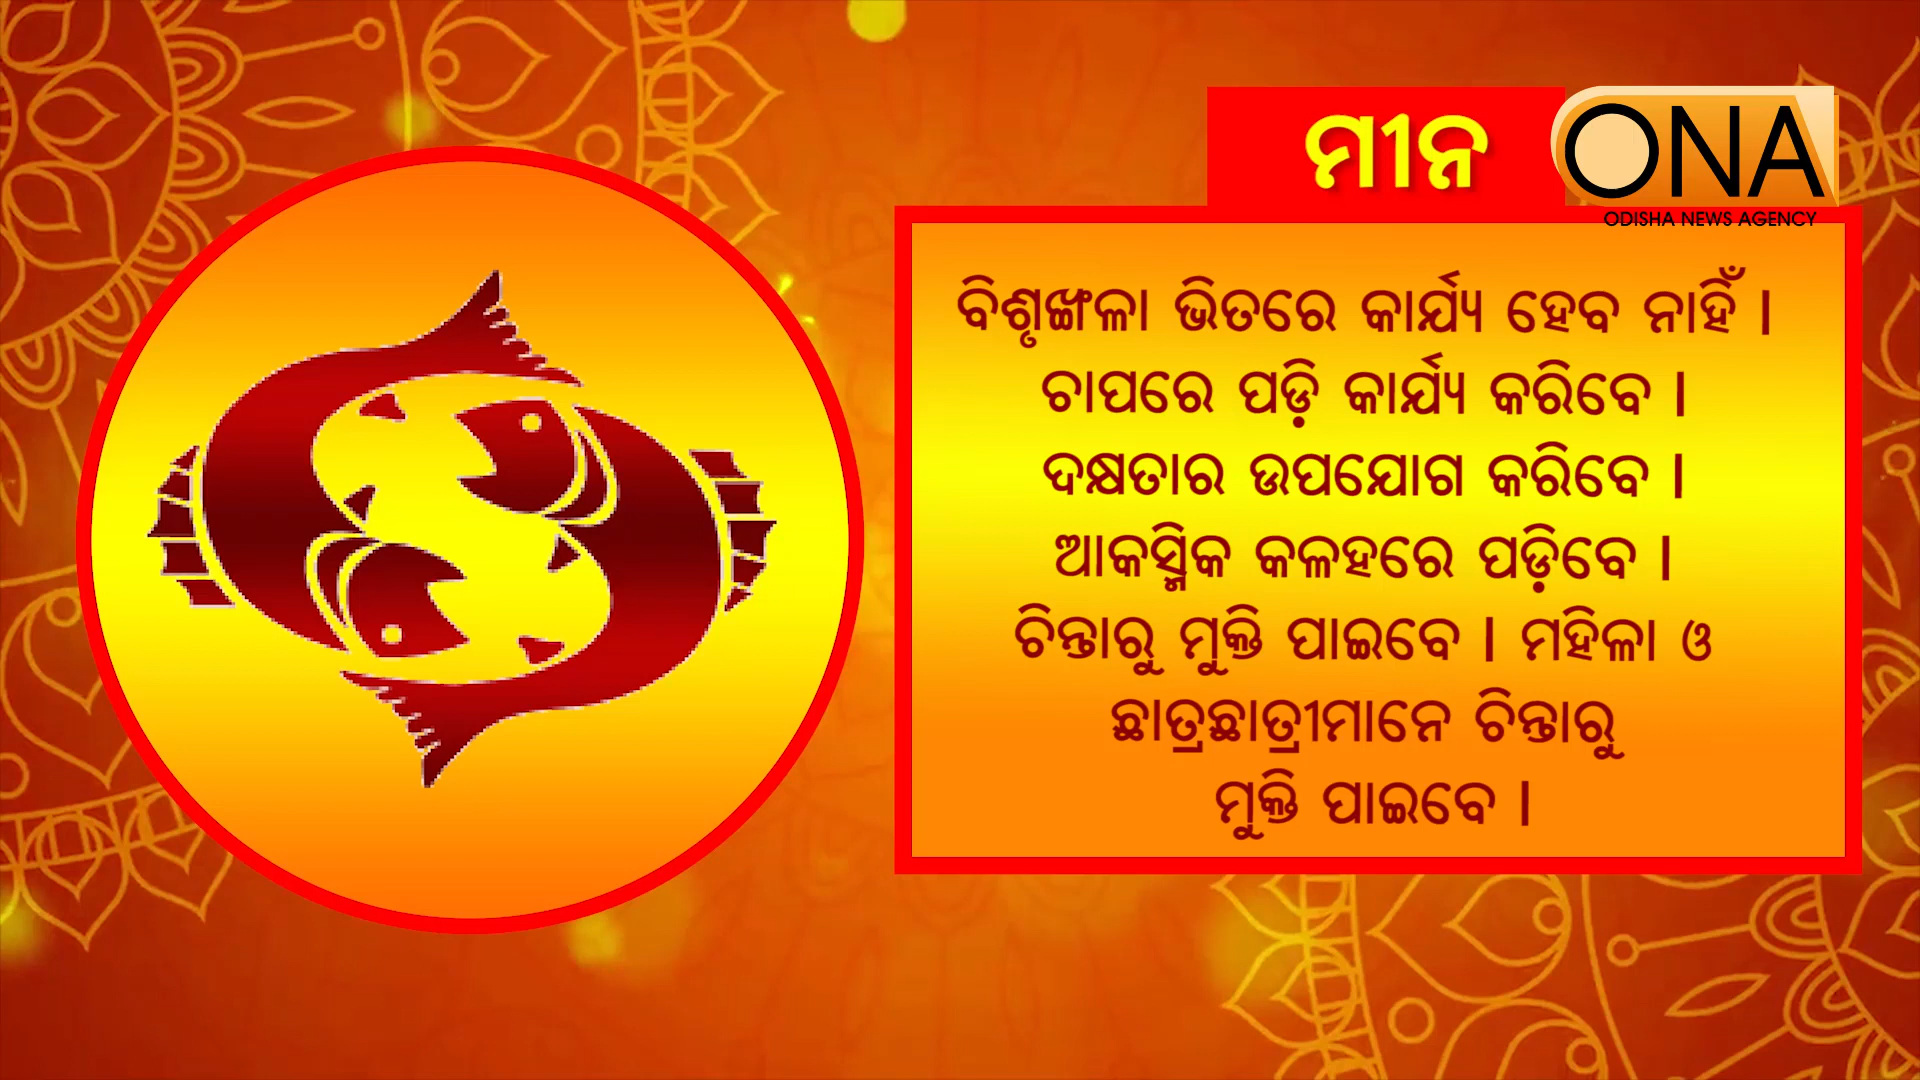 ମୀନ
ONA
ODISHA NEWS AGENCY
ବିଶୃଙ୍ଖଳା ଭିତରେ କାର୍ଯ୍ୟ ହେବ ନାହିଁ |
ଚାପରେ ପଡ଼ି କାର୍ଯ୍ୟ କରିବେ |
ଦକ୍ଷତାର ଉପଯୋଗ କରିବେ |
ଆକସ୍ମିକ କଳହରେ ପଡ଼ିବେ |
ଚିନ୍ତାରୁ ମୁକ୍ତି ପାଇବେ | ମହିଳା ଓ
ଛାତ୍ରଛାତ୍ରୀମାନେ ଚିନ୍ତାରୁ
ମୁକ୍ତି ପାଇବେ |